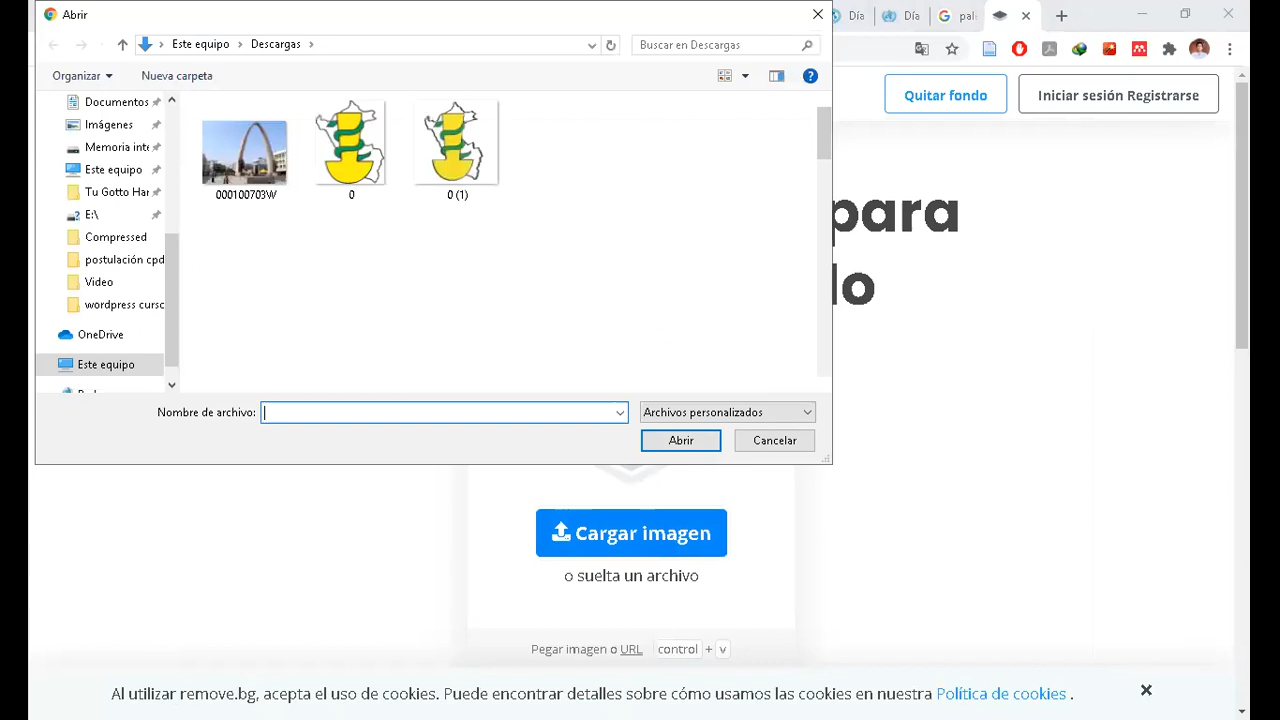 Abrir
Día
Día
pal
Este equipo
Descargas
Buscar en Descargas
Organizar
Nueva carpeta
Quitar fondo
Iniciar sesión Registrarse
Documentos
Imágenes
Memoria inte
Este equipo
Tu Gotto Har
E:\
Compressed
postulación cpd
Video
wordpress curso
OneDrive
Este equipo
000100703W
0
0 (1)
para
lo
Nombre de archivo:
Archivos personalizados
Abrir
Cancelar
Cargar imagen
o suelta un archivo
Pegar imagen o URL control + v
Al utilizar remove.bg, acepta el uso de cookies. Puede encontrar detalles sobre cómo usamos las cookies en nuestra Política de cookies .